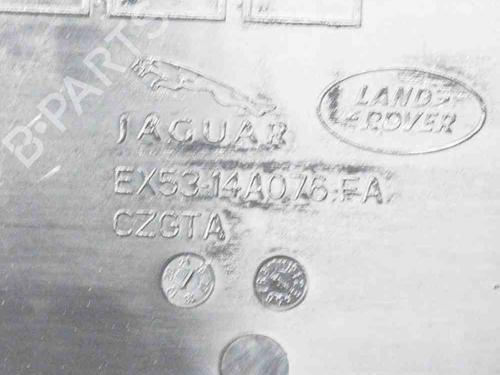 B-PARTS
JAGUAR
LAND-
ROVER
EX53-14A076-FA
CZGTA